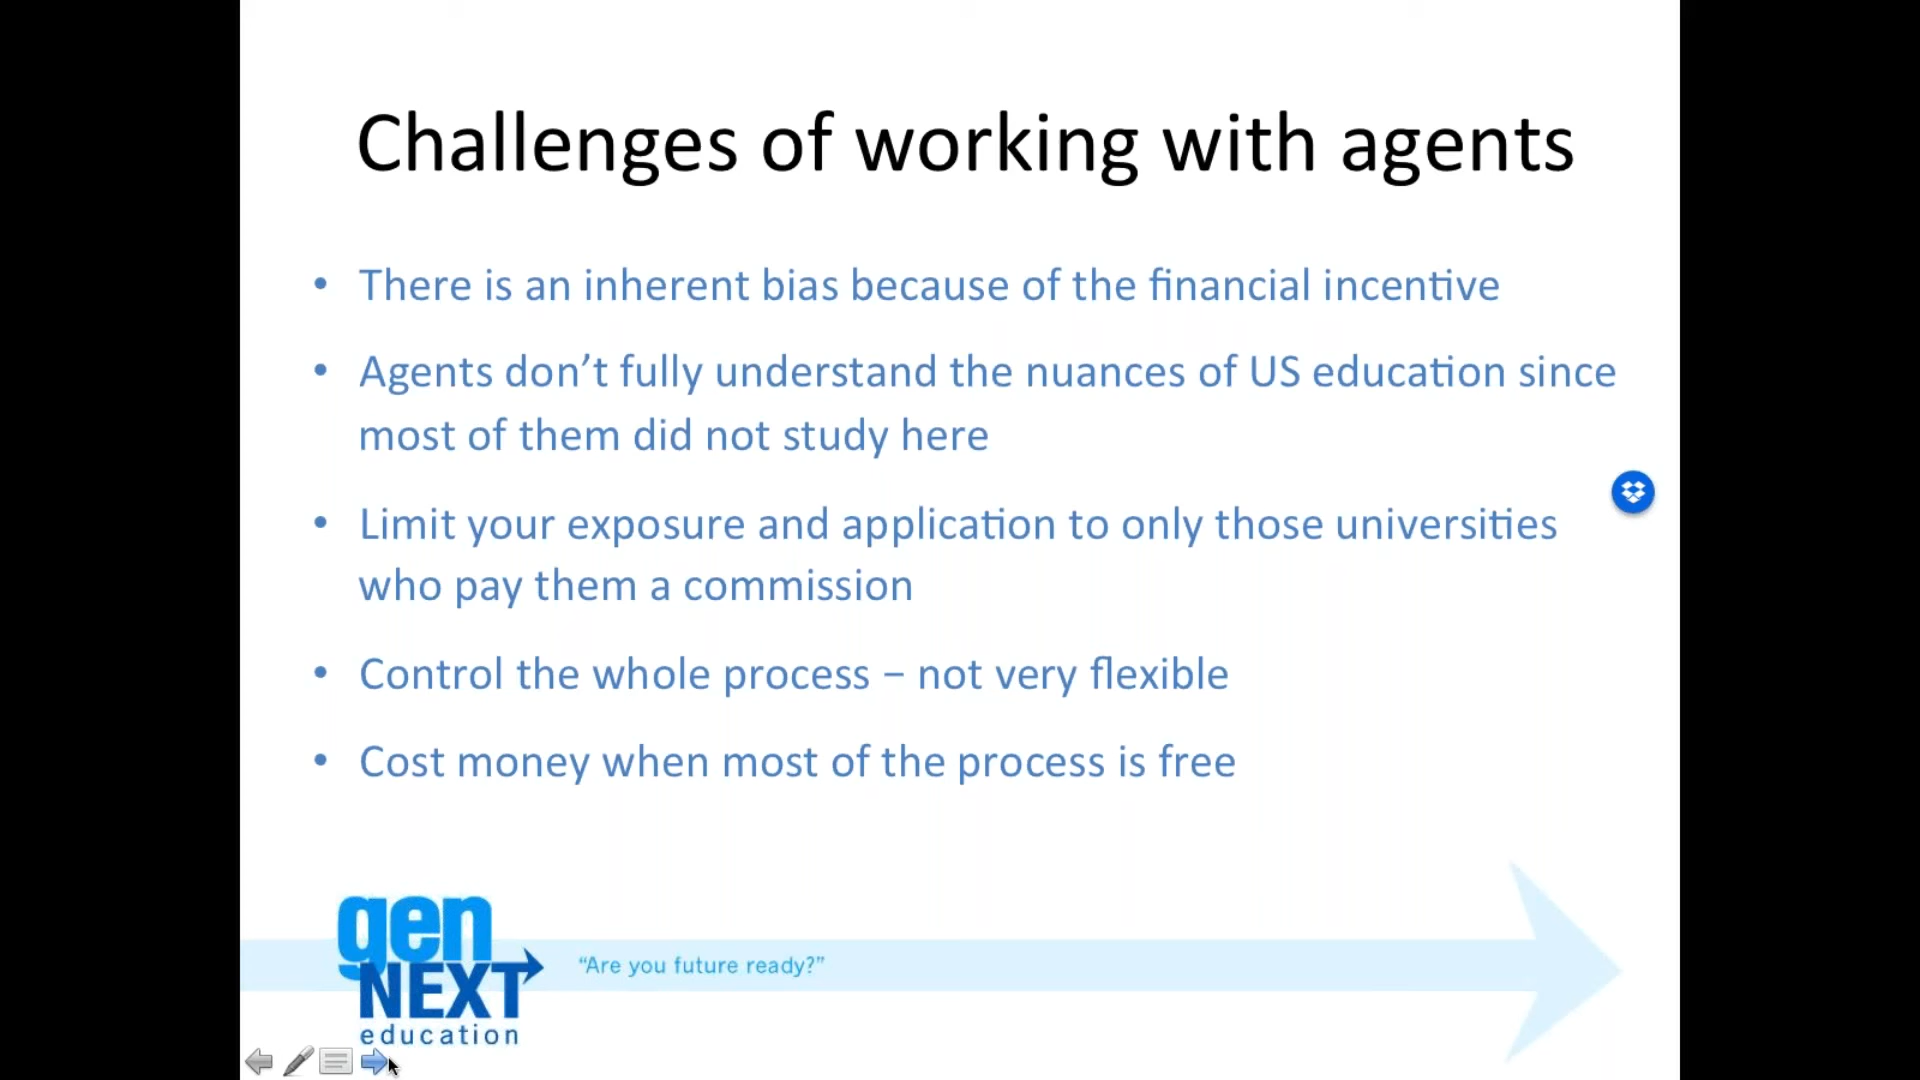 Challenges of working with agents
• There is an inherent bias because of the financial incentive
• Agents don’t fully understand the nuances of US education since
most of them did not study here
• Limit your exposure and application to only those universities
who pay them a commission
• Control the whole process – not very flexible
• Cost money when most of the process is free
gen
NEXT
education
“Are you future ready?”